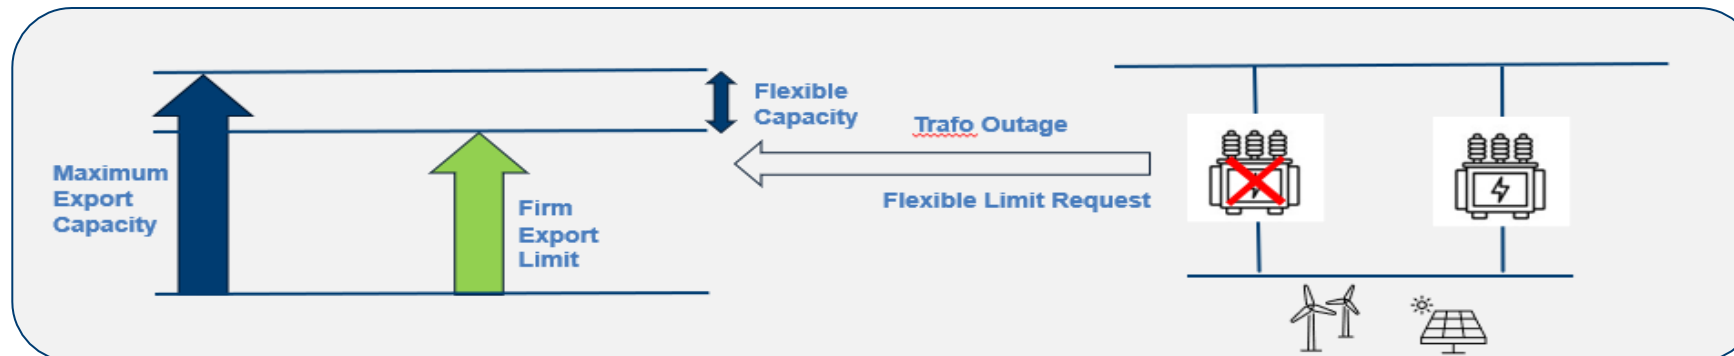 Maximum
Export
Capacity
Firm
Export
Limit
Flexible
Capacity
Trafo Outage
Flexible Limit Request